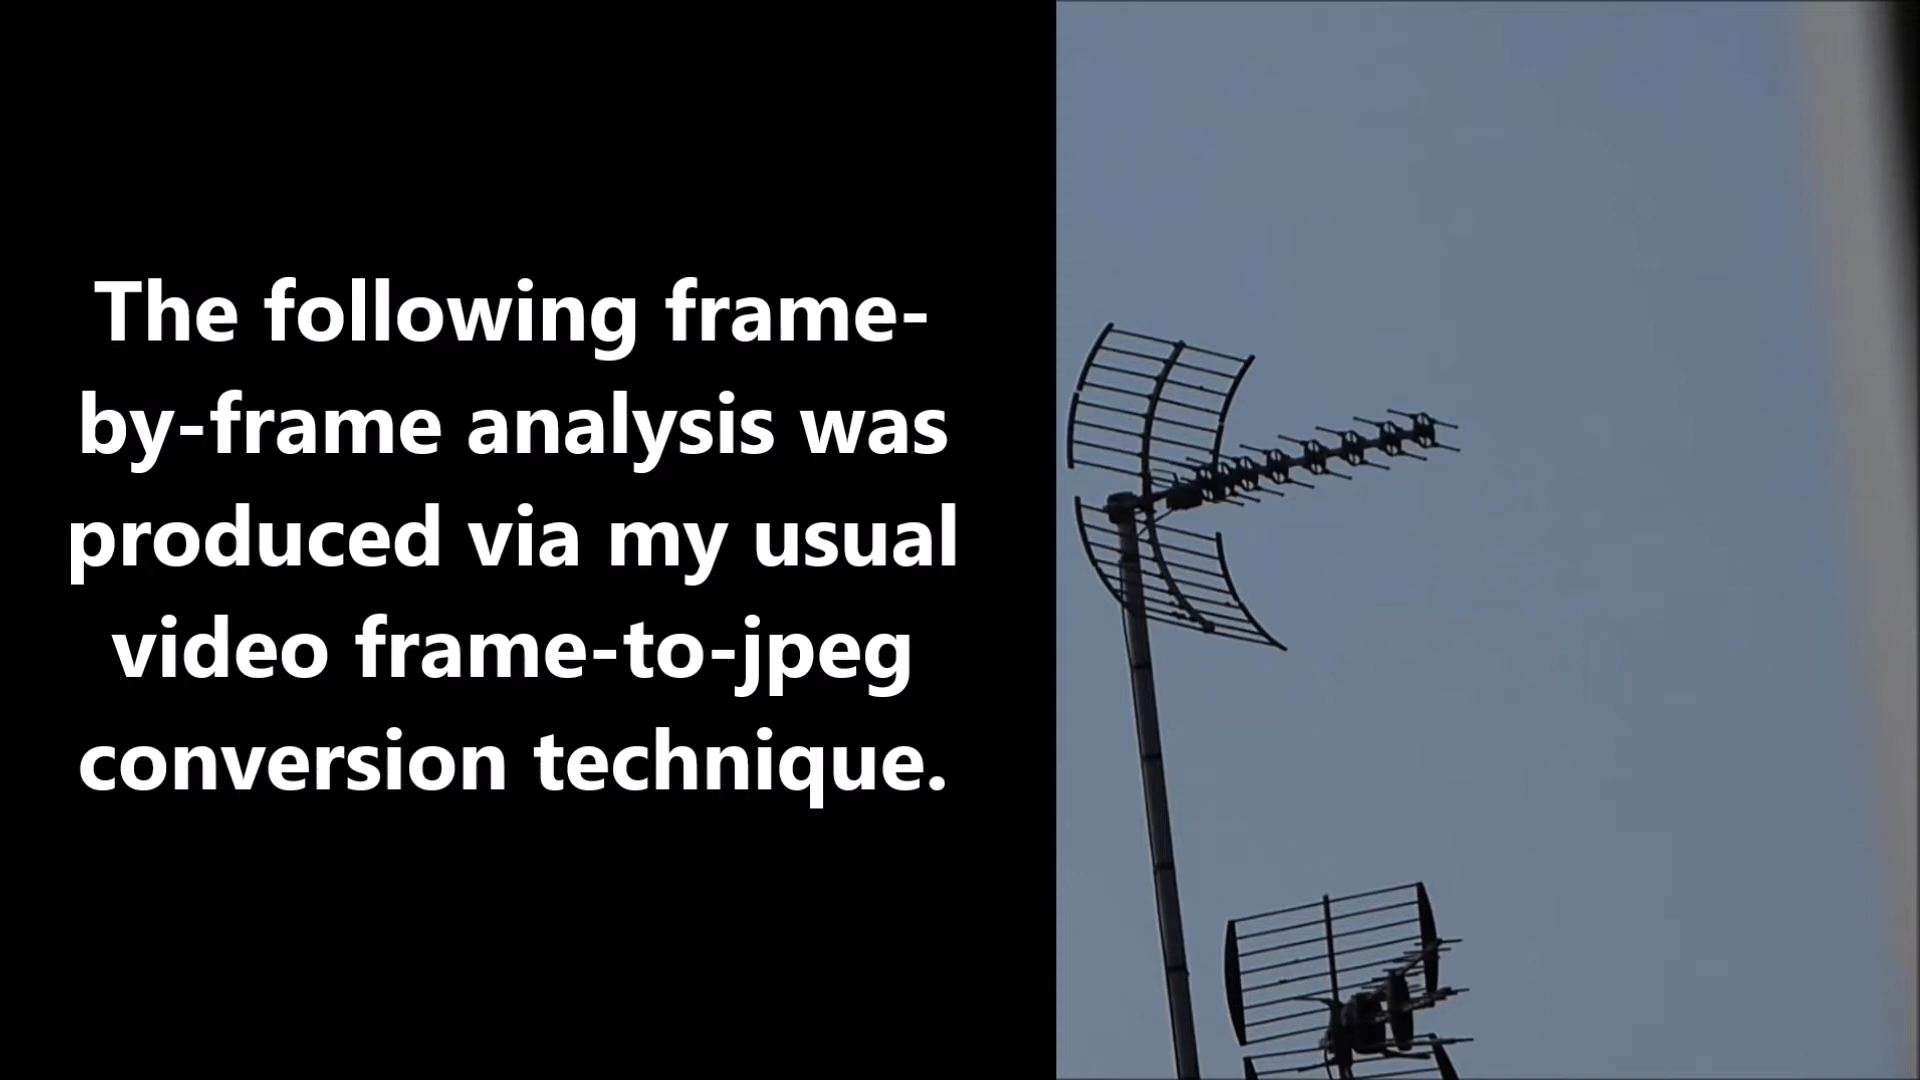 The following frame-
by-frame analysis was
produced via my usual
video frame-to-jpeg
conversion technique.